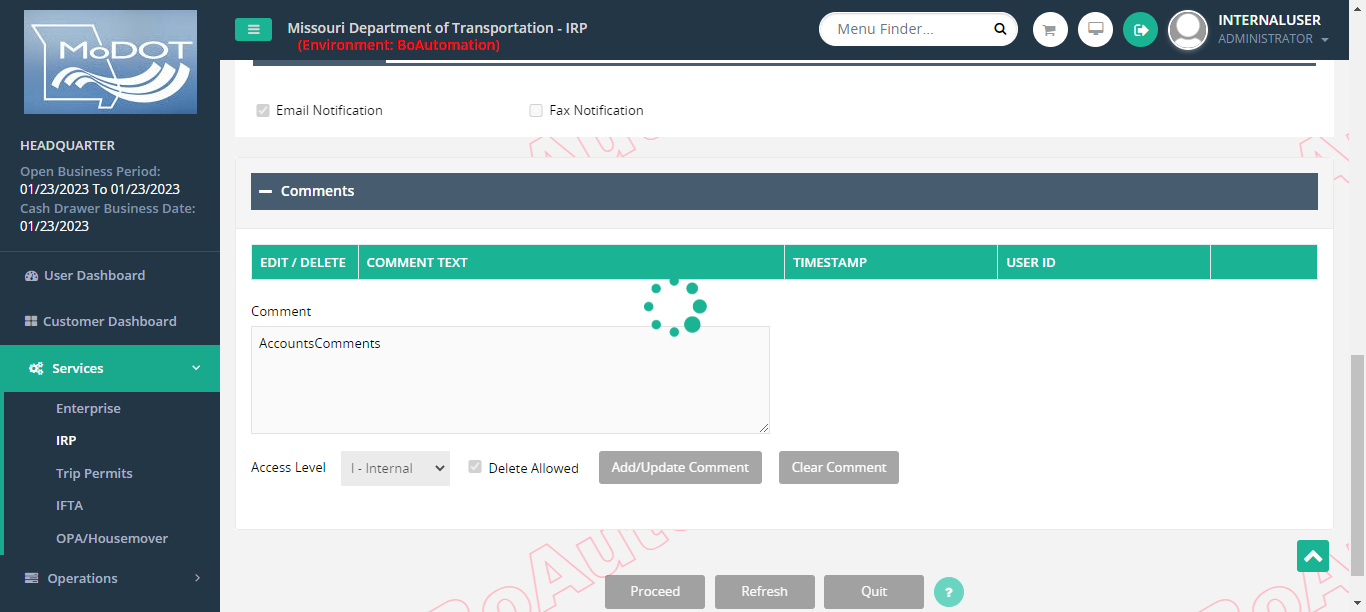 MoDOT
Missouri Department of Transportation - IRP
(Environment: BoAutomation)
Menu Finder...
INTERNALUSER
ADMINISTRATOR
HEADQUARTER
Open Business Period:
01/23/2023 To 01/23/2023
Cash Drawer Business Date:
01/23/2023
User Dashboard
Customer Dashboard
Services
Enterprise
IRP
Trip Permits
IFTA
OPA/Housemover
Operations
Email Notification
Fax Notification
Comments
EDIT / DELETE
COMMENT TEXT
TIMESTAMP
USER ID
Comment
AccountsComments
Access Level
I - Internal
Delete Allowed
Add/Update Comment
Clear Comment
Proceed
Refresh
Quit
?